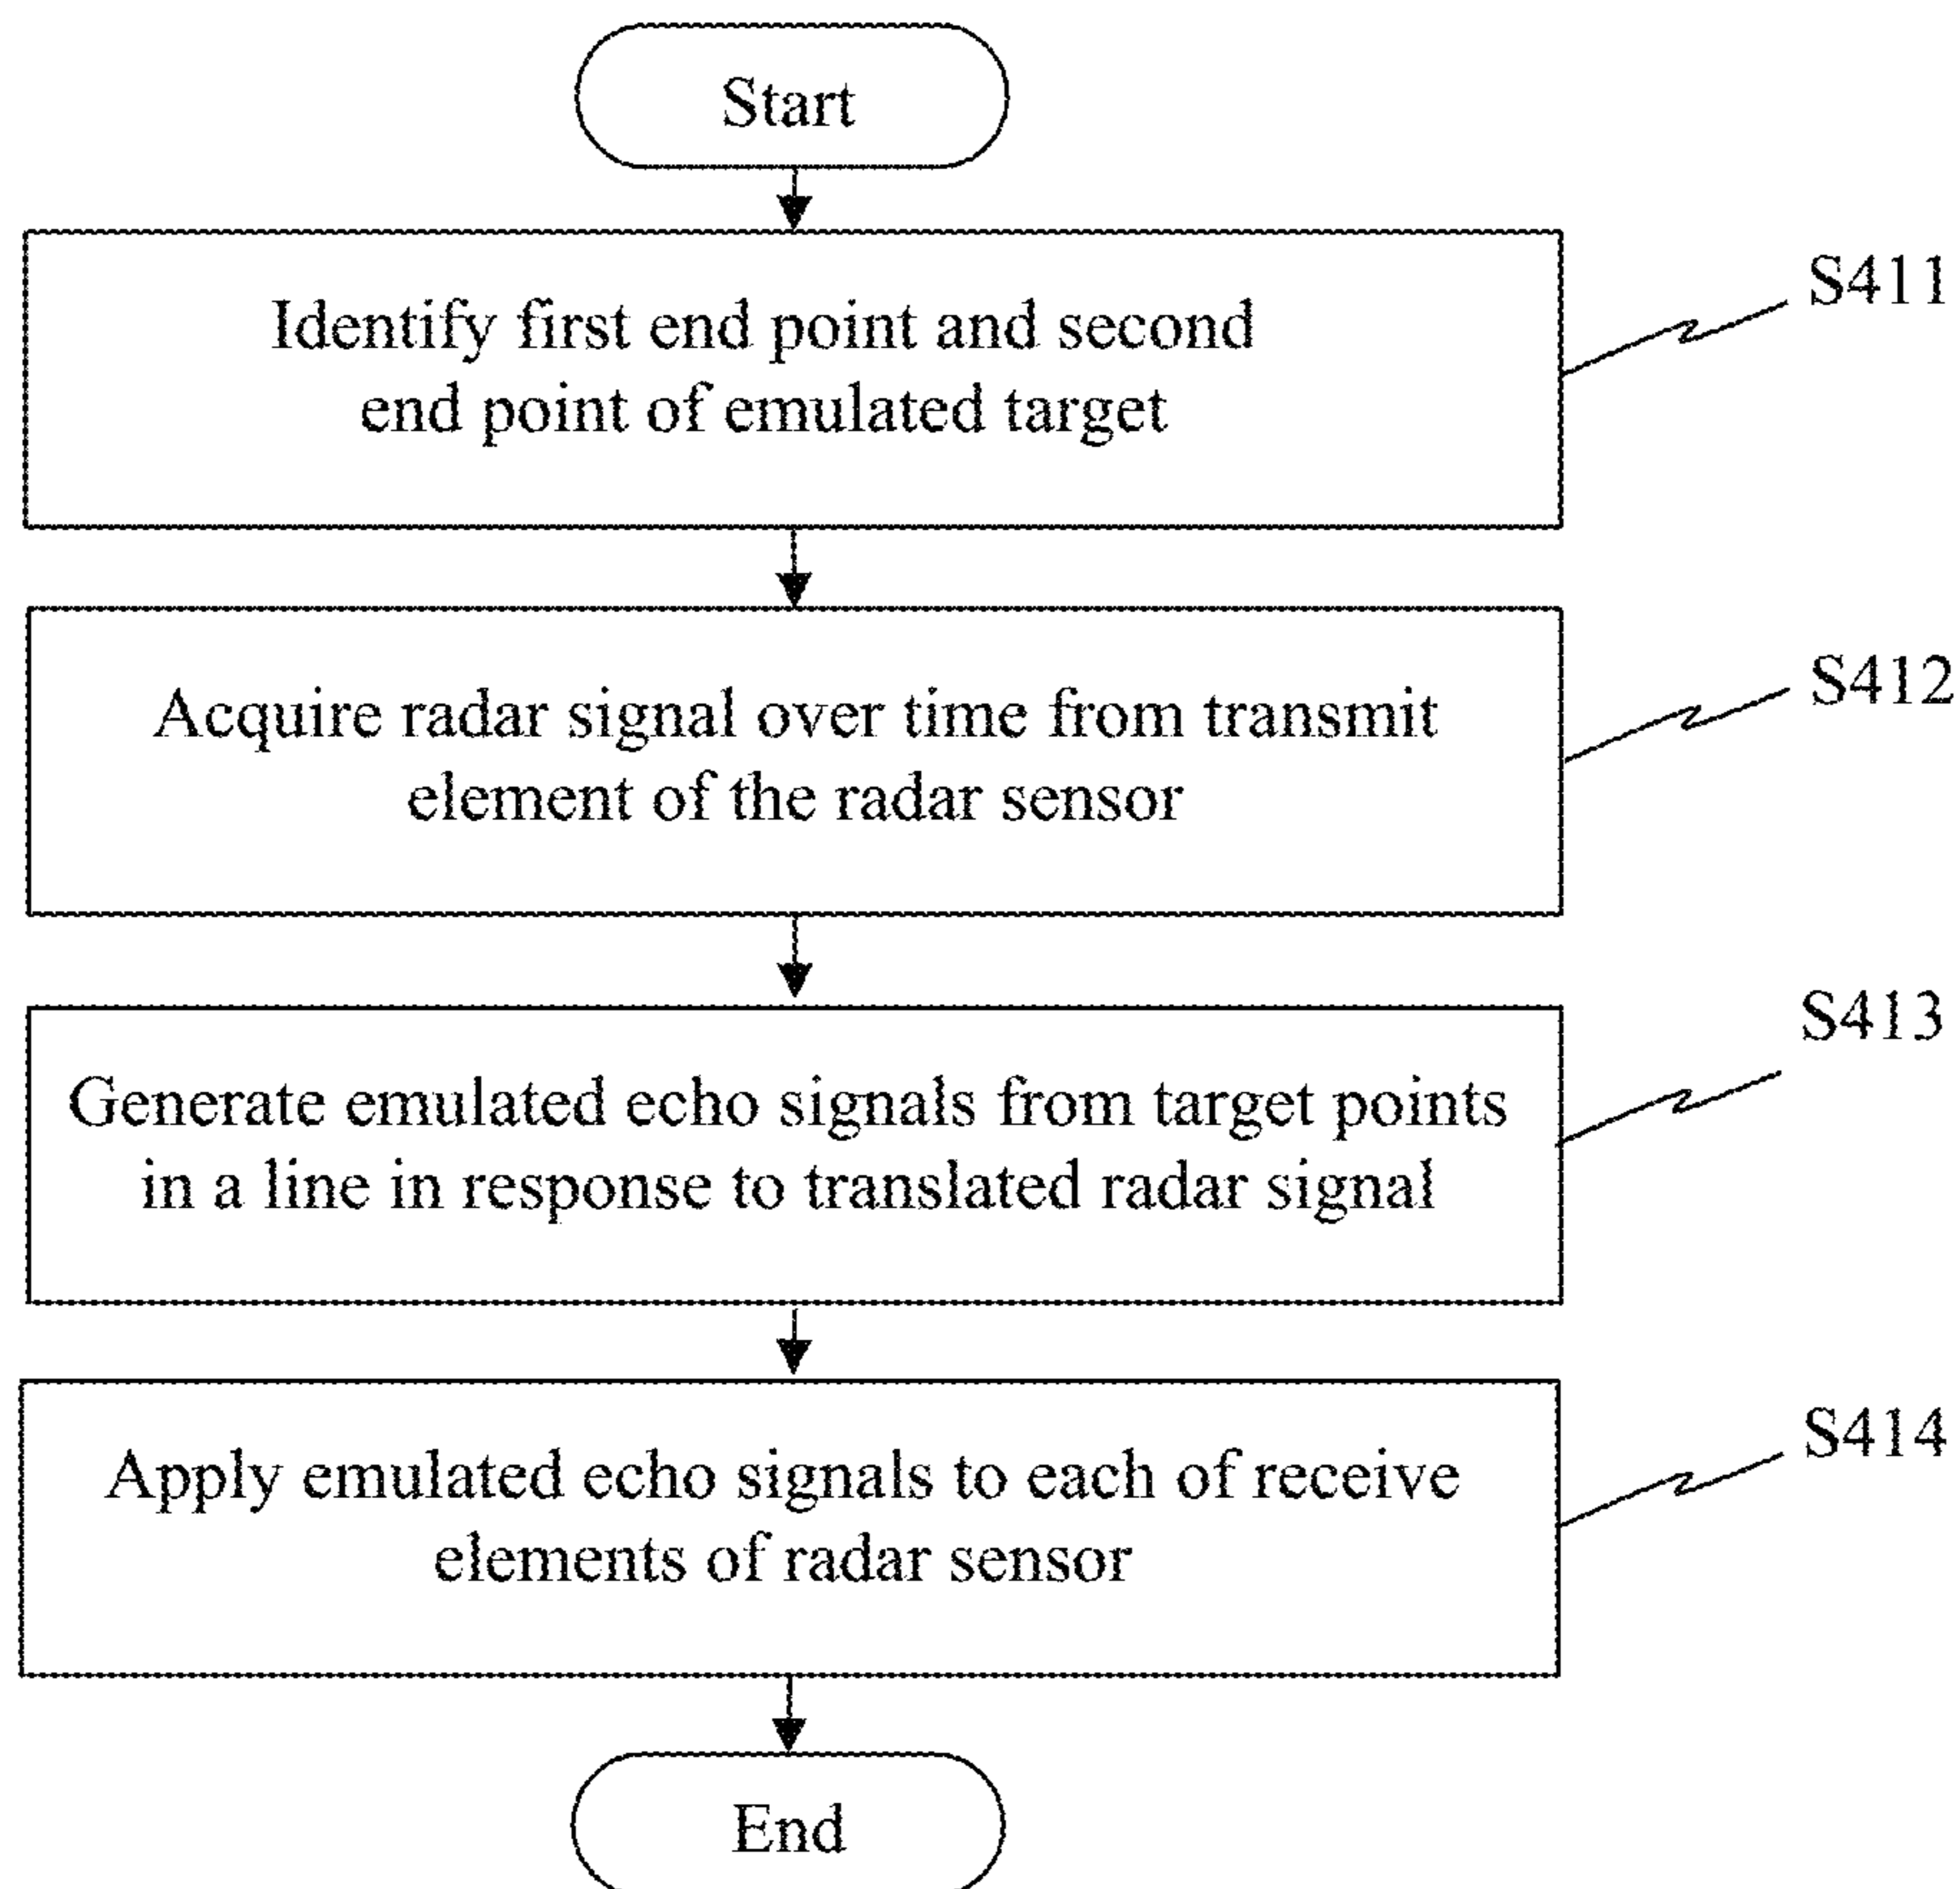 Start
Identify first end point and second
end point of emulated target
S411
Acquire radar signal over time from transmit
element of the radar sensor
S412
Generate emulated echo signals from target points
in a line in response to translated radar signal
S413
Apply emulated echo signals to each of receive
elements of radar sensor
S414
End